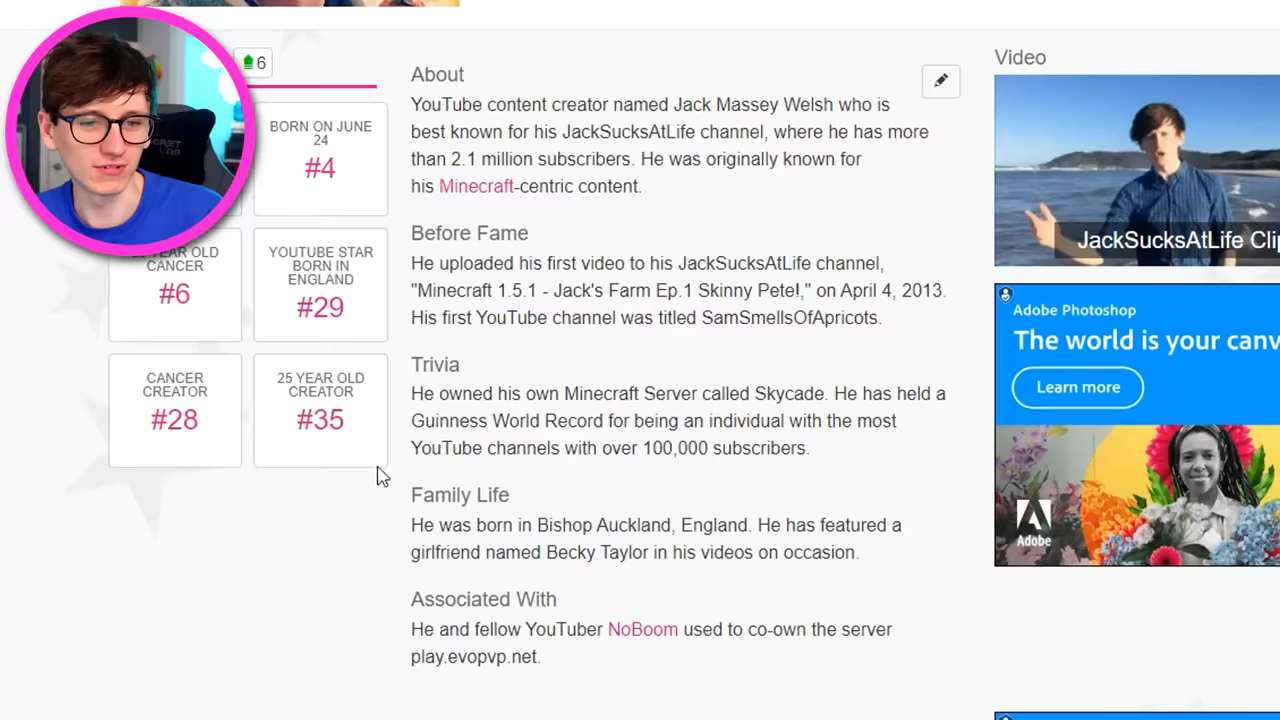 6
BORN ON JUNE
24
#4
YEAR OLD
CANCER
#6
YOUTUBE STAR
BORN IN
ENGLAND
#29
CANCER
CREATOR
#28
25 YEAR OLD
CREATOR
#35
About
YouTube content creator named Jack Massey Welsh who is
best known for his JackSucksAtLife channel, where he has more
than 2.1 million subscribers. He was originally known for
his Minecraft-centric content.
Before Fame
He uploaded his first video to his JackSucksAtLife channel,
"Minecraft 1.5.1 - Jack's Farm Ep.1 Skinny Pete!," on April 4, 2013.
His first YouTube channel was titled SamSmellsOfApricots.
Trivia
He owned his own Minecraft Server called Skycade. He has held a
Guinness World Record for being an individual with the most
YouTube channels with over 100,000 subscribers.
Family Life
He was born in Bishop Auckland, England. He has featured a
girlfriend named Becky Taylor in his videos on occasion.
Associated With
He and fellow YouTuber NoBoom used to co-own the server
play.evopvp.net.
Video
JackSucksAtLife Cli
Adobe Photoshop
The world is your canv
Learn more
Adobe